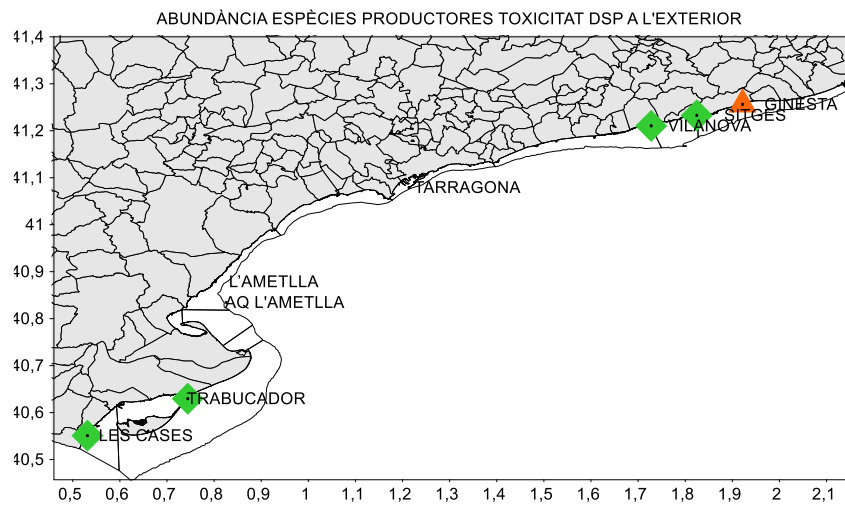 ABUNDÀNCIA ESPÈCIES PRODUCTORES TOXICITAT DSP A L'EXTERIOR
41,4
41,3
41,2
41,1
41
40,9
40,8
40,7
40,6
40,5
GINESTA
SITGES
VILANOVA
TARRAGONA
L'AMETLLA
AQ L'AMETLLA
TRABUCADOR
LES CASES
0,5 0,6 0,7 0,8 0,9 1 1,1 1,2 1,3 1,4 1,5 1,6 1,7 1,8 1,9 2 2,1